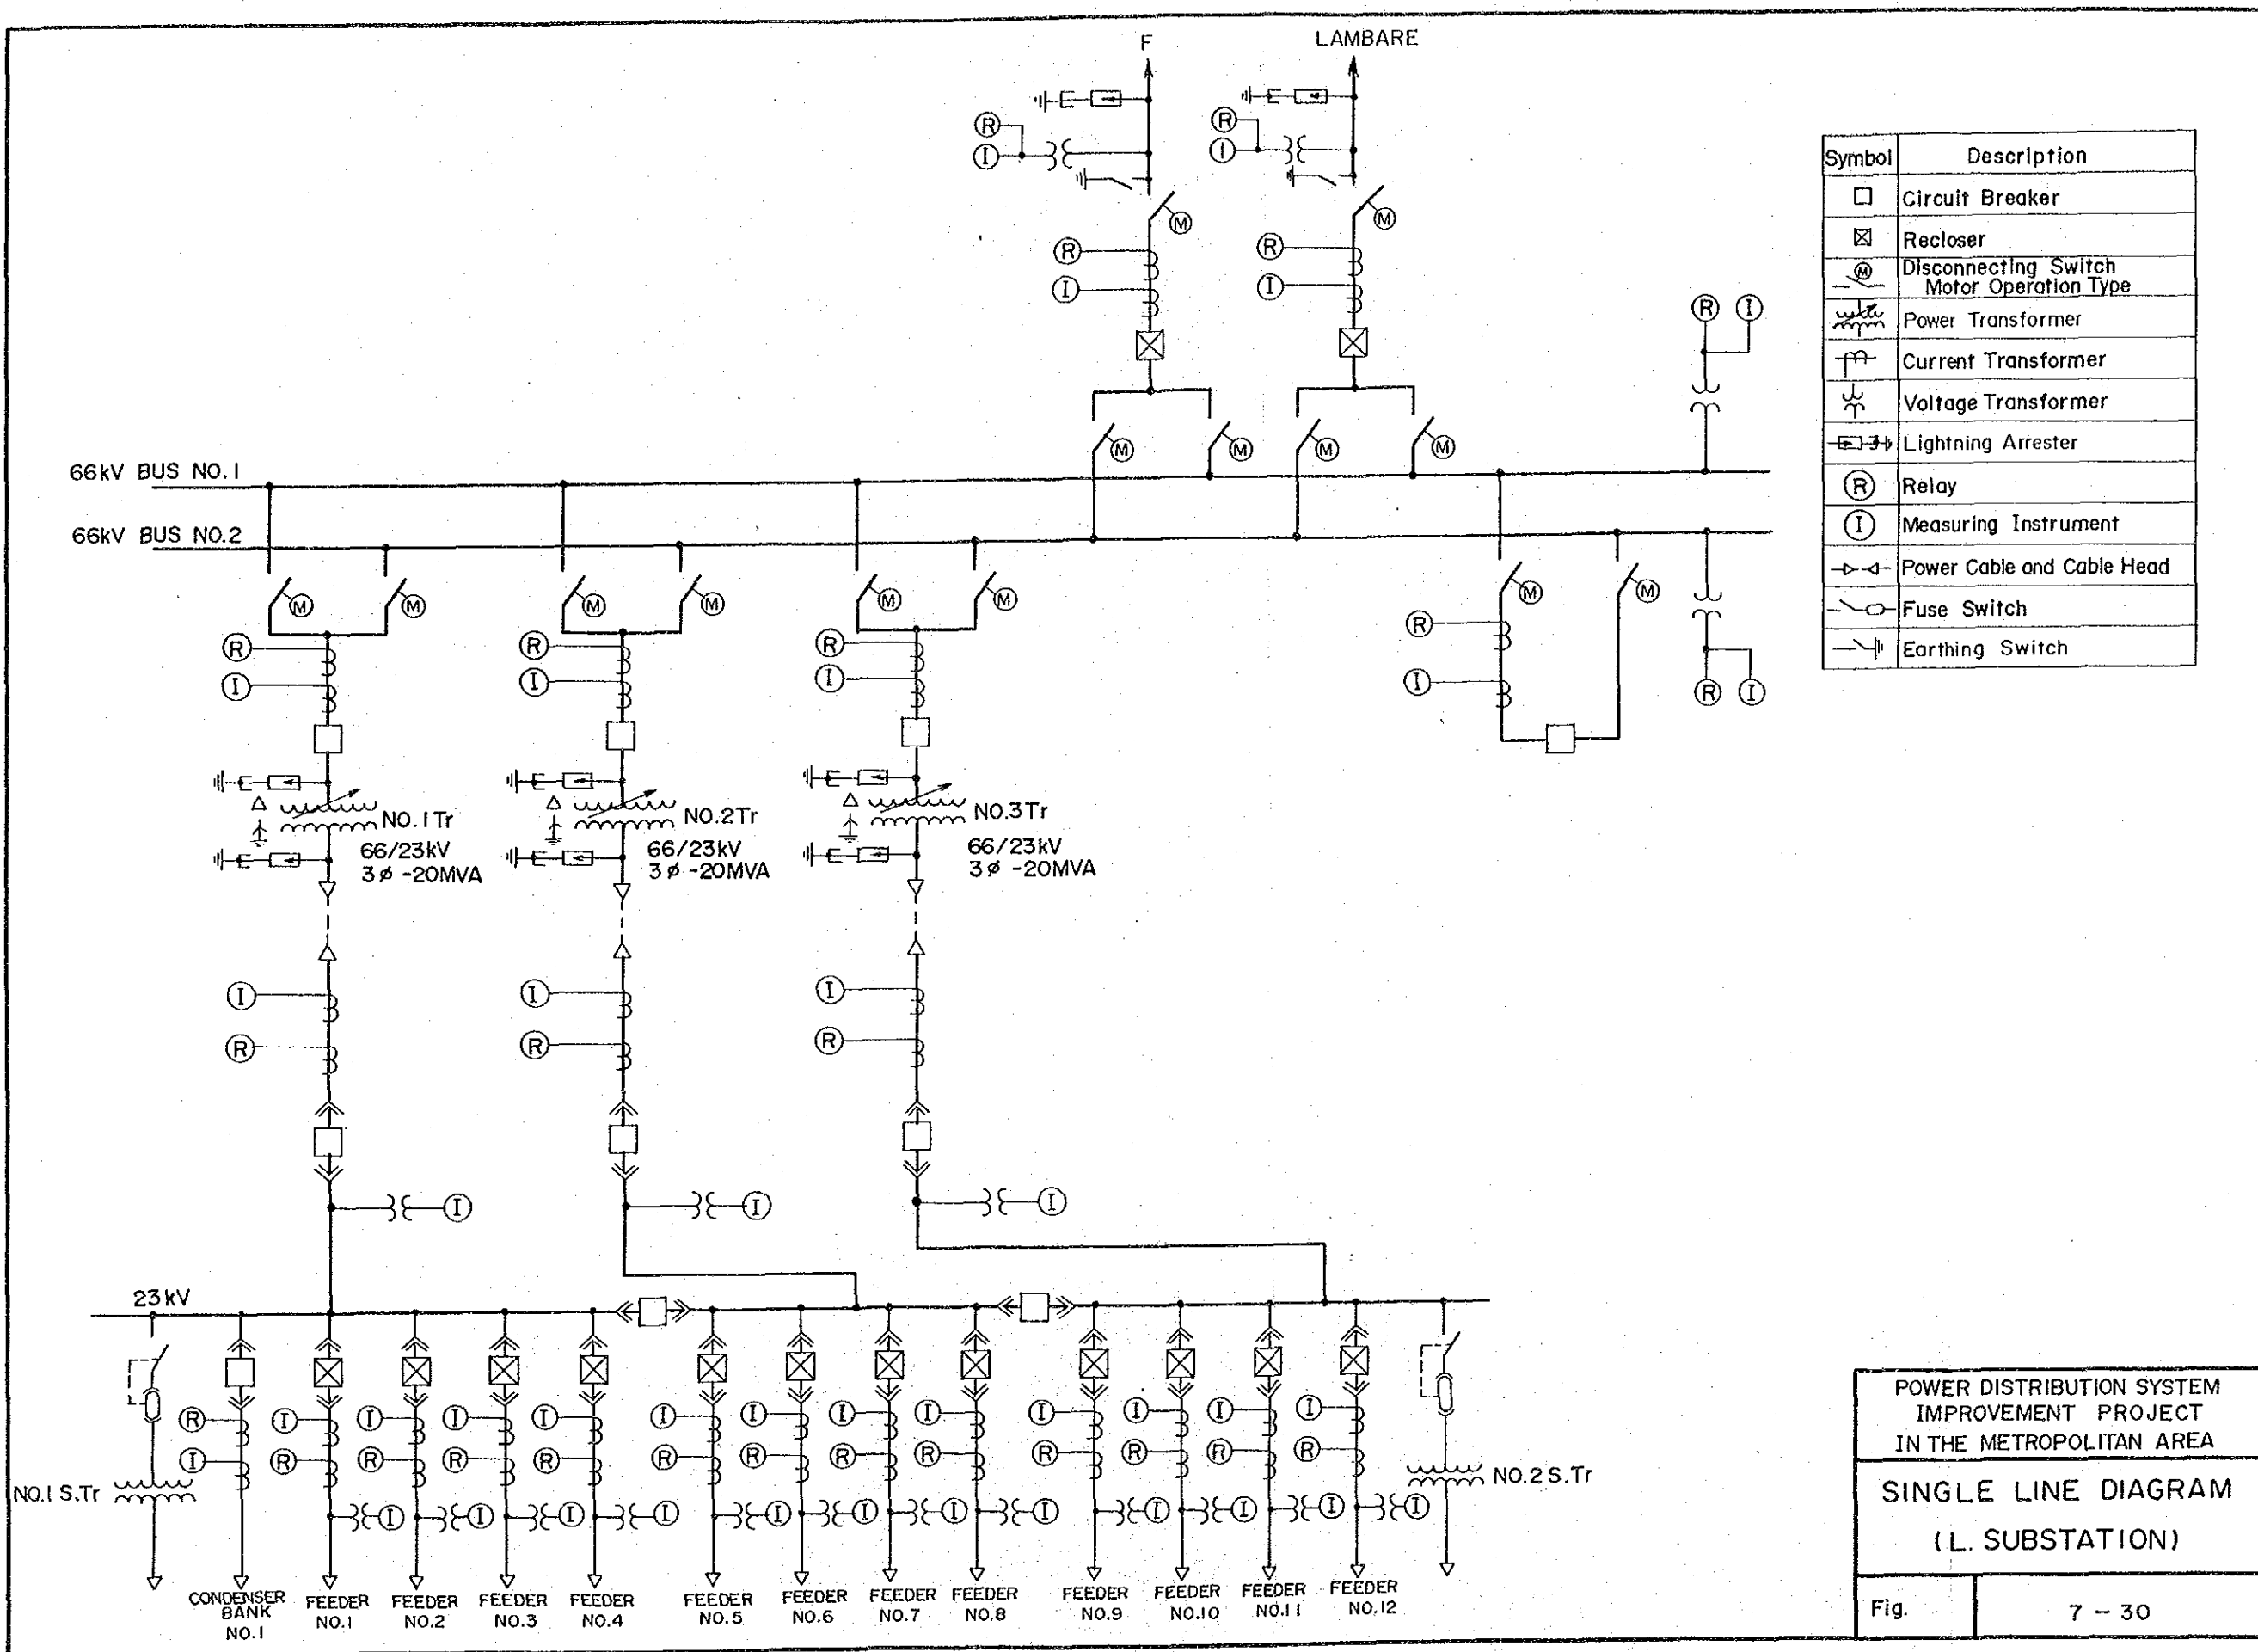 F
LAMBARE
R
I
R
I
M
M
R
I
R
I
R
I
M
M
M
M
66kV BUS NO.1
66kV BUS NO.2
M
M
M
M
M
M
M
M
R
I
R
I
R
I
R
I
R
I
NO.1Tr
66/23kV
3ø-20MVA
NO.2Tr
66/23kV
3ø-20MVA
NO.3Tr
66/23kV
3ø-20MVA
I
R
I
R
I
R
I
I
I
23kV
R
I
I
R
I
I
R
I
I
R
I
I
R
I
I
R
I
I
R
I
I
R
I
I
R
I
I
R
I
I
R
I
I
R
I
I
R
I
NO.1 S.Tr
NO.2 S.Tr
CONDENSER
BANK
NO.1
FEEDER
NO.1
FEEDER
NO.2
FEEDER
NO.3
FEEDER
NO.4
FEEDER
NO.5
FEEDER
NO.6
FEEDER
NO.7
FEEDER
NO.8
FEEDER
NO.9
FEEDER
NO.10
FEEDER
NO.11
FEEDER
NO.12
Symbol Description
Circuit Breaker
Recloser
M Disconnecting Switch
Motor Operation Type
Power Transformer
Current Transformer
Voltage Transformer
Lightning Arrester
R Relay
I Measuring Instrument
Power Cable and Cable Head
Fuse Switch
Earthing Switch
POWER DISTRIBUTION SYSTEM
IMPROVEMENT PROJECT
IN THE METROPOLITAN AREA
SINGLE LINE DIAGRAM
(L. SUBSTATION)
Fig. 7-30